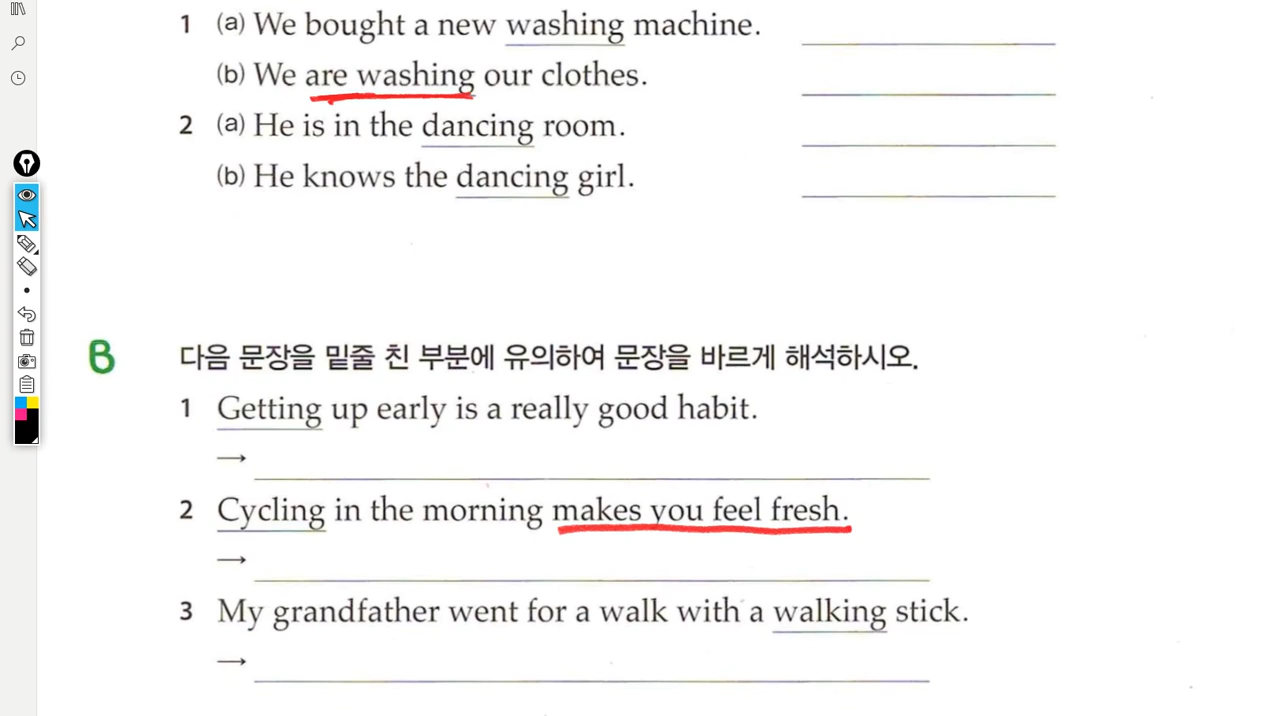 1 (a) We bought a new washing machine.
(b) We are washing our clothes.
2 (a) He is in the dancing room.
(b) He knows the dancing girl.
B 다음 문장을 밑줄 친 부분에 유의하여 문장을 바르게 해석하시오.
1 Getting up early is a really good habit.
→
2 Cycling in the morning makes you feel fresh.
→
3 My grandfather went for a walk with a walking stick.
→